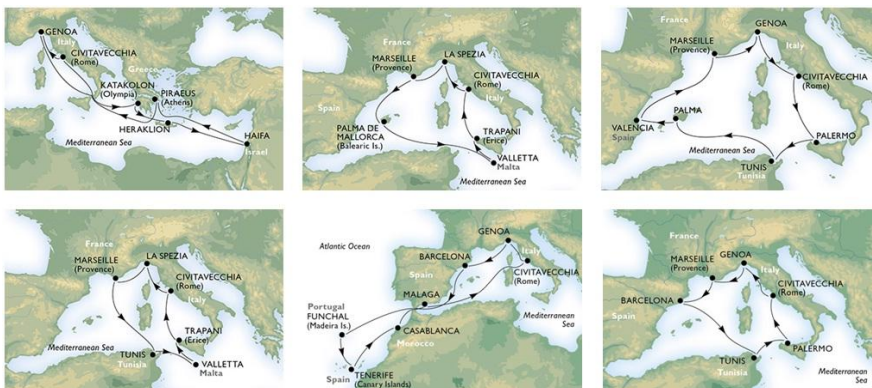 GENOA
Italy
CIVITAVECCHIA
(Rome)
Greece
KATAKOLON
(Olympia)
PIRAEUS
(Athens)
HERAKLION
HAIFA
Israel
Mediterranean Sea
France
MARSEILLE
(Provence)
LA SPEZIA
CIVITAVECCHIA
(Rome)
Italy
Spain
PALMA DE
MALLORCA
(Balearic Is.)
TRAPANI
(Erice)
VALLETTA
Malta
Mediterranean Sea
France
GENOA
MARSEILLE
(Provence)
Italy
CIVITAVECCHIA
(Rome)
VALENCIA
Spain
PALMA
PALERMO
Mediterranean Sea
TUNIS
Tunisia
France
LA SPEZIA
MARSEILLE
(Provence)
CIVITAVECCHIA
(Rome)
Italy
TRAPANI
(Erice)
Mediterranean Sea
TUNIS
Tunisia
VALLETTA
Malta
Atlantic Ocean
GENOA
Italy
BARCELONA
Spain
CIVITAVECCHIA
(Rome)
MALAGA
Portugal
FUNCHAL
(Madeira Is.)
CASABLANCA
Morocco
Mediterranean
Sea
Spain
TENERIFE
(Canary Islands)
France
GENOA
MARSEILLE
(Provence)
Italy
CIVITAVECCHIA
(Rome)
BARCELONA
Spain
TUNIS
Tunisia
PALERMO
Mediterranean
Sea